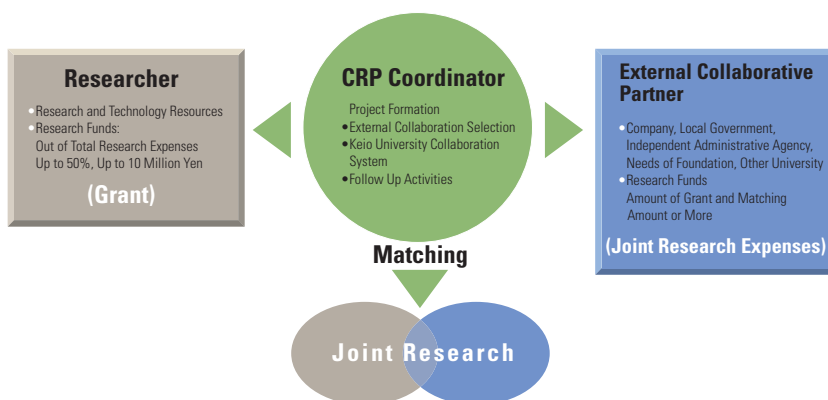 Researcher
•Research and Technology Resources
•Research Funds:
Out of Total Research Expenses
Up to 50%, Up to 10 Million Yen
(Grant)
CRP Coordinator
Project Formation
•External Collaboration Selection
•Keio University Collaboration
System
•Follow Up Activities
Matching
External Collaborative
Partner
•Company, Local Government,
Independent Administrative Agency,
Needs of Foundation, Other University
•Research Funds
Amount of Grant and Matching
Amount or More
(Joint Research Expenses)
Joint Research